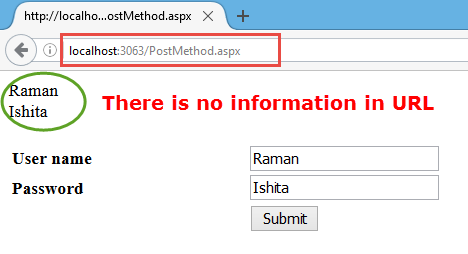 http://localho...ostMethod.aspx
localhost:3063/PostMethod.aspx
Raman
Ishita
There is no information in URL
User name Raman
Password Ishita
Submit